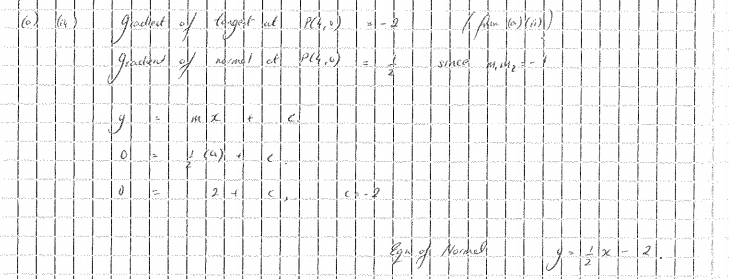 (a) (iii) Gradient of tangent at P(4,0) = -2 (from (a)(ii))
Gradient of normal at P(4,0) = 1/2 since m₁m₂ = -1
y = mx + c
0 = 1/2 (4) + c
0 = 2 + c, c = -2
Eqn of Normal y = 1/2 x - 2.